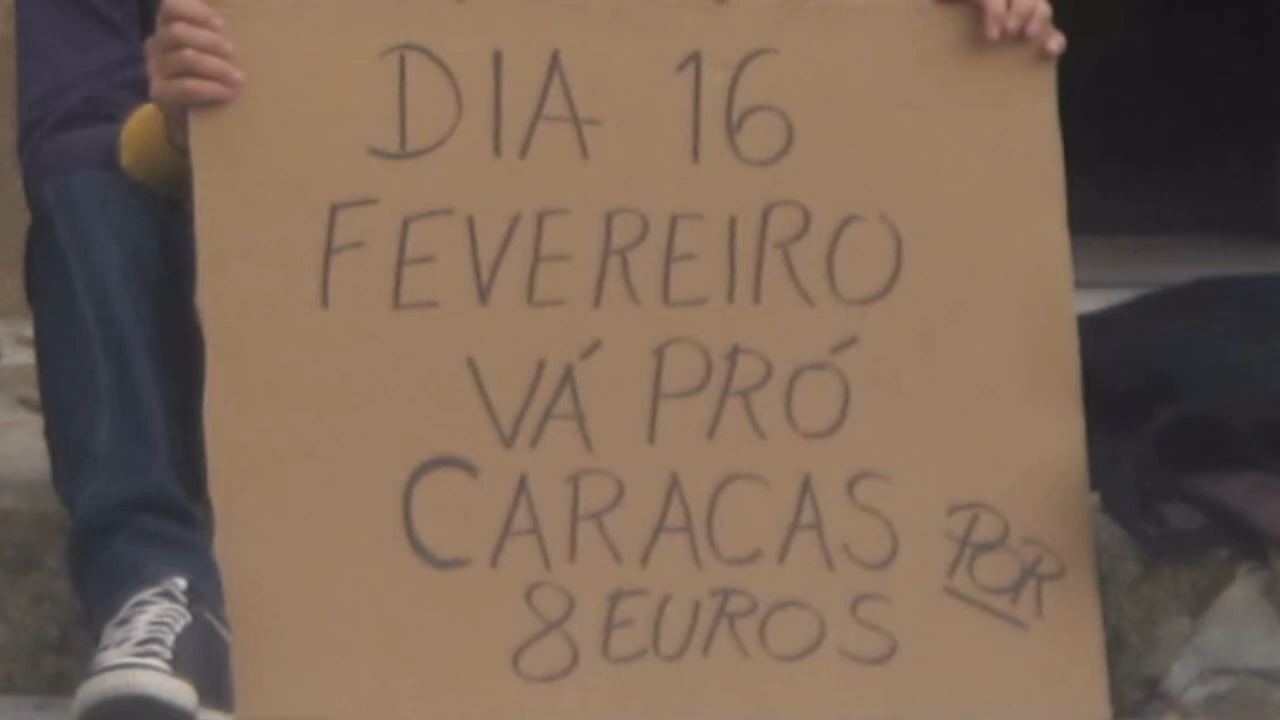 DIA 16
FEVEREIRO
VÁ PRÓ
CARACAS POR
8 EUROS